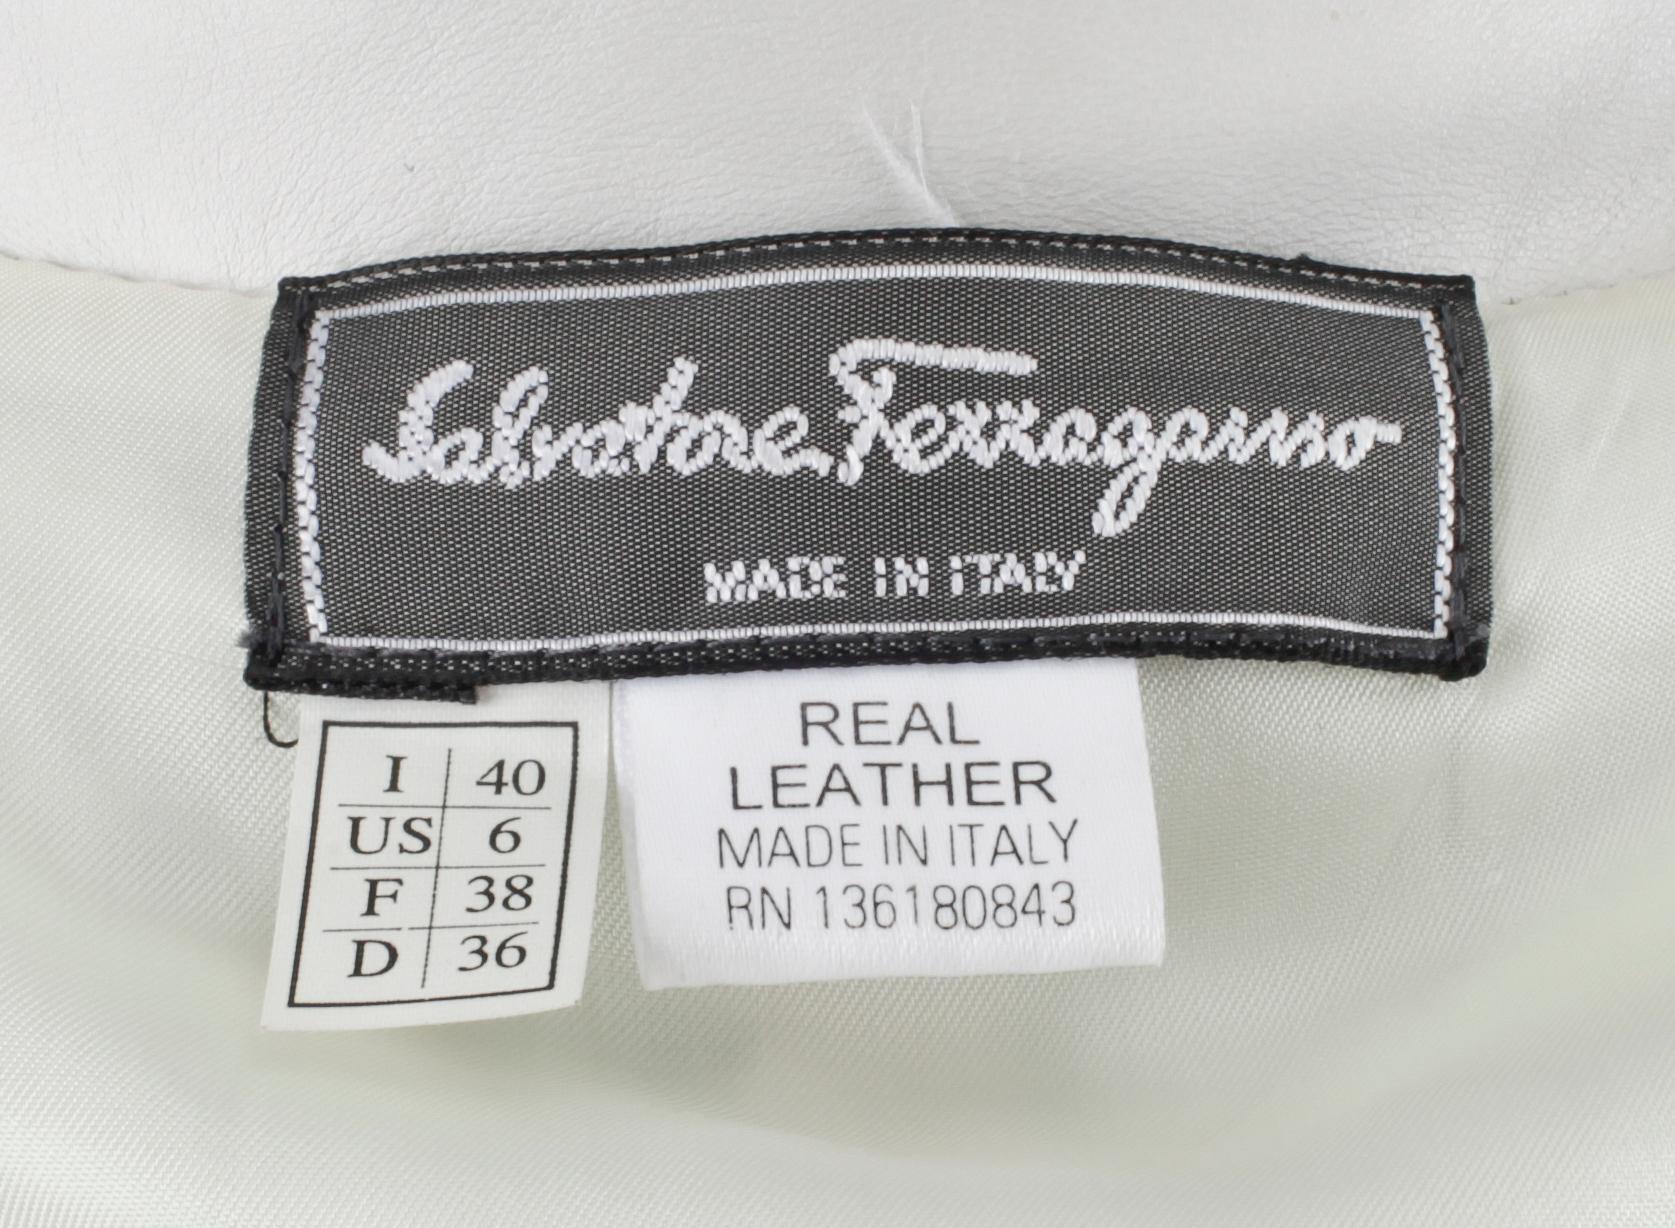 Salvatore Ferragamo
MADE IN ITALY
I 40
US 6
F 38
D 36
REAL
LEATHER
MADE IN ITALY
RN 136180843